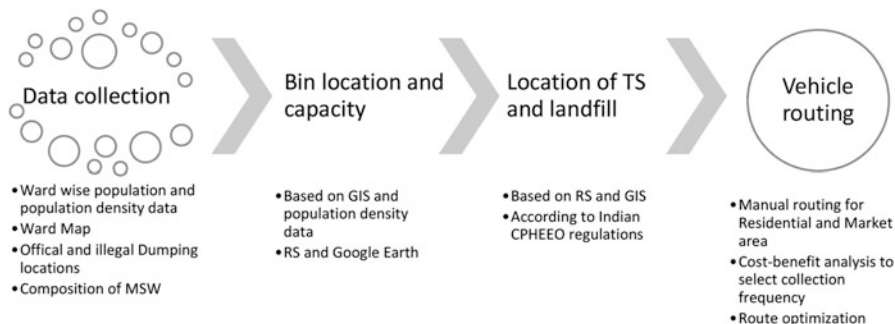 Data collection
• Ward wise population and
population density data
• Ward Map
• Offical and illegal Dumping
locations
• Composition of MSW
Bin location and
capacity
• Based on GIS and
population density
data
• RS and Google Earth
Location of TS
and landfill
• Based on RS and GIS
• According to Indian
CPHEEO regulations
Vehicle
routing
• Manual routing for
Residential and Market
area
• Cost-benefit analysis to
select collection
frequency
• Route optimization